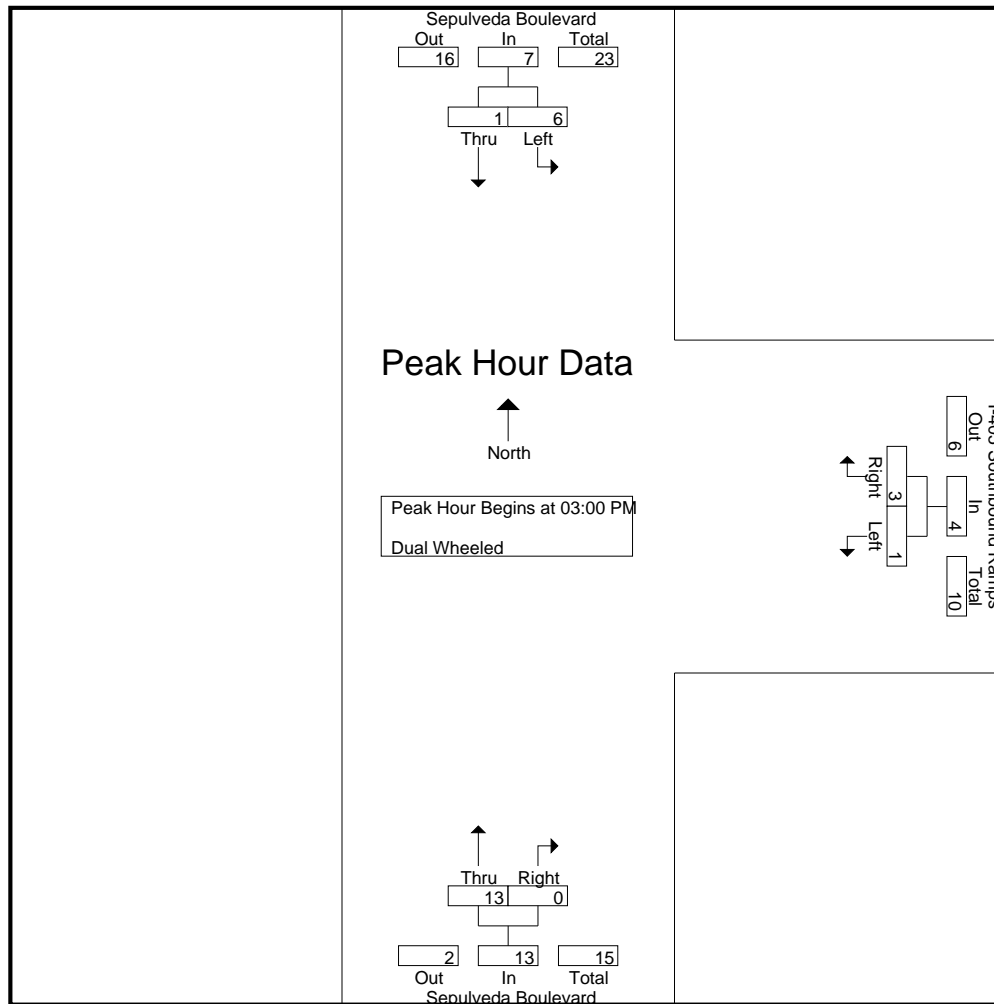 Sepulveda Boulevard
Out In Total
16 7 23
1 6
Thru Left
Peak Hour Data
North
Peak Hour Begins at 03:00 PM
Dual Wheeled
Southbound Ramps
Out In Total
6 4 10
Right Left
3 1
Thru Right
13 0
2 13 15
Out In Total
Sepulveda Boulevard